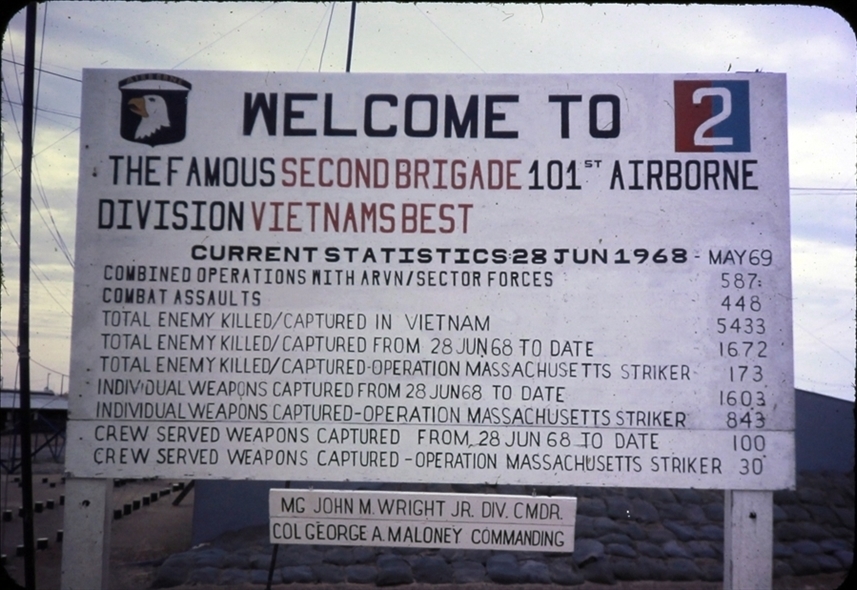 AIRBORNE
WELCOME TO 2
THE FAMOUS SECOND BRIGADE 101ST AIRBORNE
DIVISION VIETNAMS BEST
CURRENT STATISTICS:28 JUN 1968 - MAY 69
COMBINED OPERATIONS WITH ARVN/SECTOR FORCES 587:
COMBAT ASSAULTS 448
TOTAL ENEMY KILLED/CAPTURED IN VIETNAM 5433
TOTAL ENEMY KILLED/CAPTURED FROM 28 JUN 68 TO DATE 1672
TOTAL ENEMY KILLED/CAPTURED-OPERATION MASSACHUSETTS STRIKER 173
INDIVIDUAL WEAPONS CAPTURED FROM 28 JUN 68 TO DATE 1603
INDIVIDUAL WEAPONS CAPTURED-OPERATION MASSACHUSETTS STRIKER 843
CREW SERVED WEAPONS CAPTURED FROM 28 JUN 68 TO DATE 100
CREW SERVED WEAPONS CAPTURED-OPERATION MASSACHUSETTS STRIKER 30
MG JOHN M. WRIGHT JR. DIV. CMDR.
COL GEORGE A. MALONEY COMMANDING